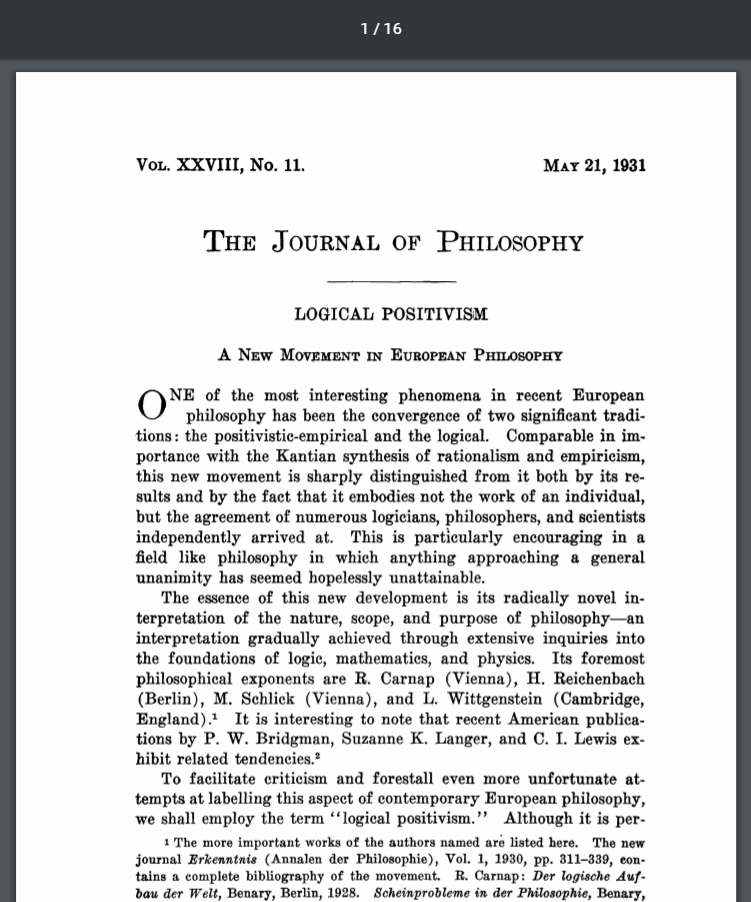 1 / 16
VOL. XXVIII, No. 11. MAY 21, 1931
THE JOURNAL OF PHILOSOPHY
LOGICAL POSITIVISM
A NEW MOVEMENT IN EUROPEAN PHILOSOPHY
ONE of the most interesting phenomena in recent European
philosophy has been the convergence of two significant tradi-
tions: the positivistic-empirical and the logical. Comparable in im-
portance with the Kantian synthesis of rationalism and empiricism,
this new movement is sharply distinguished from it both by its re-
sults and by the fact that it embodies not the work of an individual,
but the agreement of numerous logicians, philosophers, and scientists
independently arrived at. This is particularly encouraging in a
field like philosophy in which anything approaching a general
unanimity has seemed hopelessly unattainable.
The essence of this new development is its radically novel in-
terpretation of the nature, scope, and purpose of philosophy—an
interpretation gradually achieved through extensive inquiries into
the foundations of logic, mathematics, and physics. Its foremost
philosophical exponents are R. Carnap (Vienna), H. Reichenbach
(Berlin), M. Schlick (Vienna), and L. Wittgenstein (Cambridge,
England).¹ It is interesting to note that recent American publica-
tions by P. W. Bridgman, Suzanne K. Langer, and C. I. Lewis ex-
hibit related tendencies.²
To facilitate criticism and forestall even more unfortunate at-
tempts at labelling this aspect of contemporary European philosophy,
we shall employ the term ‘‘logical positivism.’’ Although it is per-
¹ The more important works of the authors named are listed here. The new
journal Erkenntnis (Annalen der Philosophie), Vol. 1, 1930, pp. 311–339, con-
tains a complete bibliography of the movement. R. Carnap: Der logische Auf-
bau der Welt, Benary, Berlin, 1928. Scheinprobleme in der Philosophie, Benary,